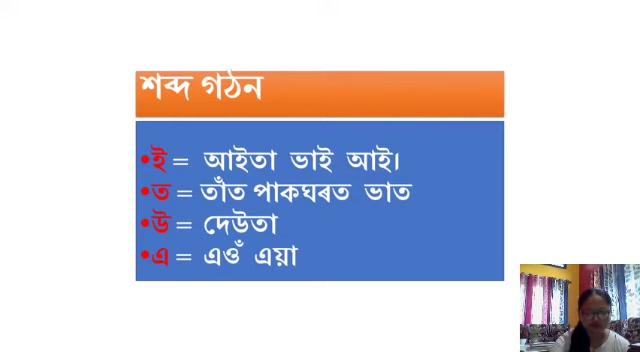 শব্দ গঠন
•ই = আইতা ভাই আই।
•ত = তাঁত পাকঘৰত ভাত
•উ = দেউতা
•এ = এওঁ এয়া